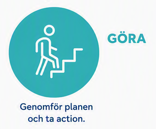 GÖRA
Genomför planen
och ta action.